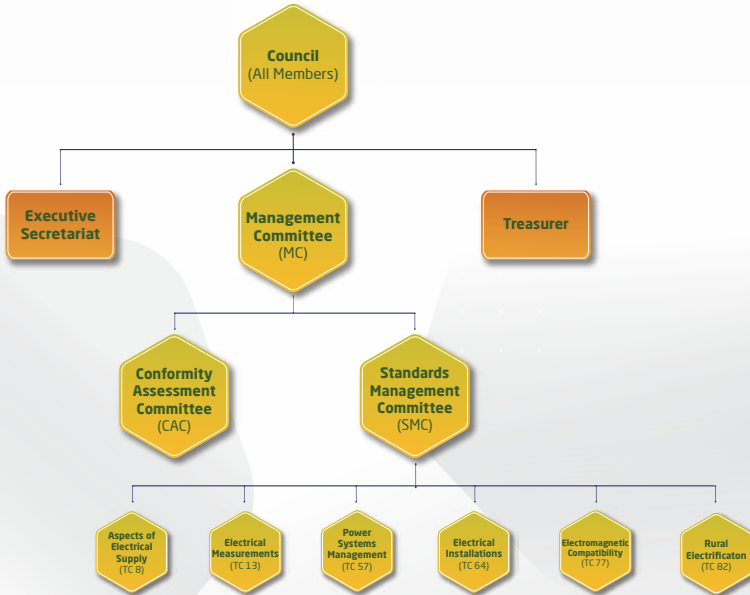 Council
(All Members)
Executive
Secretariat
Management
Committee
(MC)
Treasurer
Conformity
Assessment
Committee
(CAC)
Standards
Management
Committee
(SMC)
Aspects of
Electrical
Supply
(TC 8)
Electrical
Measurements
(TC 13)
Power
Systems
Management
(TC 57)
Electrical
Installations
(TC 64)
Electromagnetic
Compatibility
(TC 77)
Rural
Electrificaton
(TC 82)